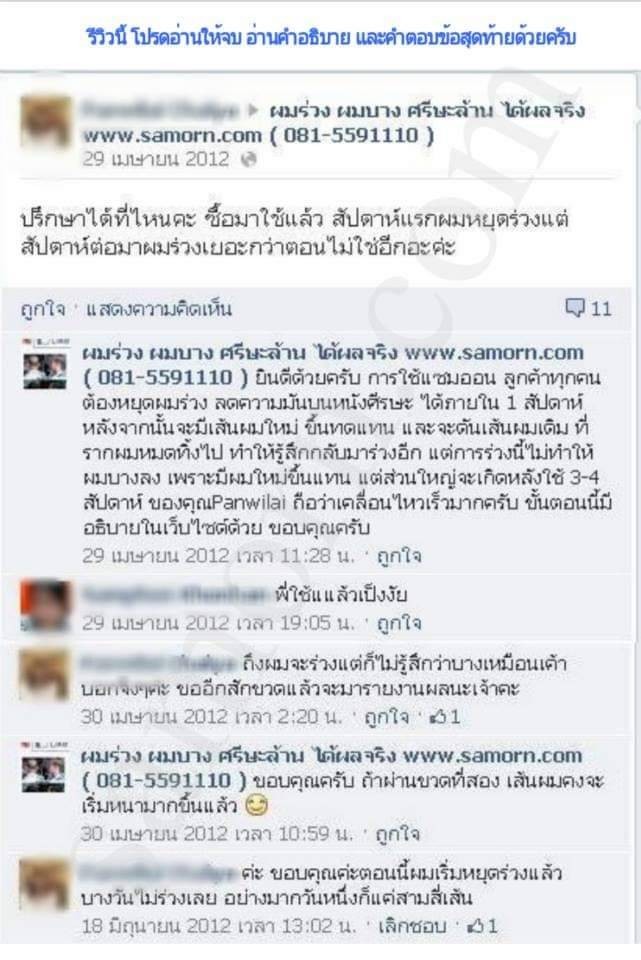 รีวิวนี้ โปรดอ่านให้จบ อ่านคำอธิบาย และคำตอบข้อสุดท้ายด้วยครับ
ผมร่วง ผมบาง ศรีษะล้าน ได้ผลจริง
www.samorn.com ( 081-5591110 )
29 เมษายน 2012
ปรึกษาได้ที่ไหนคะ ซื้อมาใช้แล้ว สัปดาห์แรกผมหยุดร่วงแต่
สัปดาห์ต่อมาผมร่วงเยอะกว่าตอนไม่ใช่อีกอะค่ะ
ถูกใจ · แสดงความคิดเห็น 11
ผมร่วง ผมบาง ศรีษะล้าน ได้ผลจริง www.samorn.com
( 081-5591110 ) ยินดีด้วยครับ การใช้แซมออน ลูกค้าทุกคน
ต้องหยุดผมร่วง ลดความมันบนหนังศีรษะ ได้ภายใน 1 สัปดาห์
หลังจากนั้นจะมีเส้นผมใหม่ ขึ้นทดแทน และจะดันเส้นผมเดิม ที่
รากผมหมดทิ้งไป ทำให้รู้สึกกลับมาร่วงอีก แต่การร่วงนี้ไม่ทำให้
ผมบางลง เพราะมีผมใหม่ขึ้นแทน แต่ส่วนใหญ่จะเกิดหลังใช้ 3-4
สัปดาห์ ของคุณPanwilai ถือว่าเคลื่อนไหวเร็วมากครับ ขั้นตอนนี้มี
อธิบายในเว็บไซต์ด้วย ขอบคุณครับ
29 เมษายน 2012 เวลา 11:28 น. · ถูกใจ
พี่ใช้แแล้วเป็งงัย
29 เมษายน 2012 เวลา 19:05 น. · ถูกใจ
ถึงผมจะร่วงแต่ก็ไม่รู้สึกว่าบางเหมือนเค้า
บอกจิงๆค่ะ ขออีกสักขวดแล้วจะมารายงานผลนะเจ้าคะ
30 เมษายน 2012 เวลา 2:20 น. · ถูกใจ · 1
ผมร่วง ผมบาง ศรีษะล้าน ได้ผลจริง www.samorn.com
( 081-5591110 ) ขอบคุณครับ ถ้าผ่านขวดที่สอง เส้นผมคงจะ
เริ่มหนามากขึ้นแล้ว
30 เมษายน 2012 เวลา 10:59 น. · ถูกใจ
ค่ะ ขอบคุณค่ะตอนนี้ผมเริ่มหยุดร่วงแล้ว
บางวันไม่ร่วงเลย อย่างมากวันหนึ่งก็แค่สามสี่เส้น
18 มิถุนายน 2012 เวลา 13:02 น. · เลิกชอบ · 1